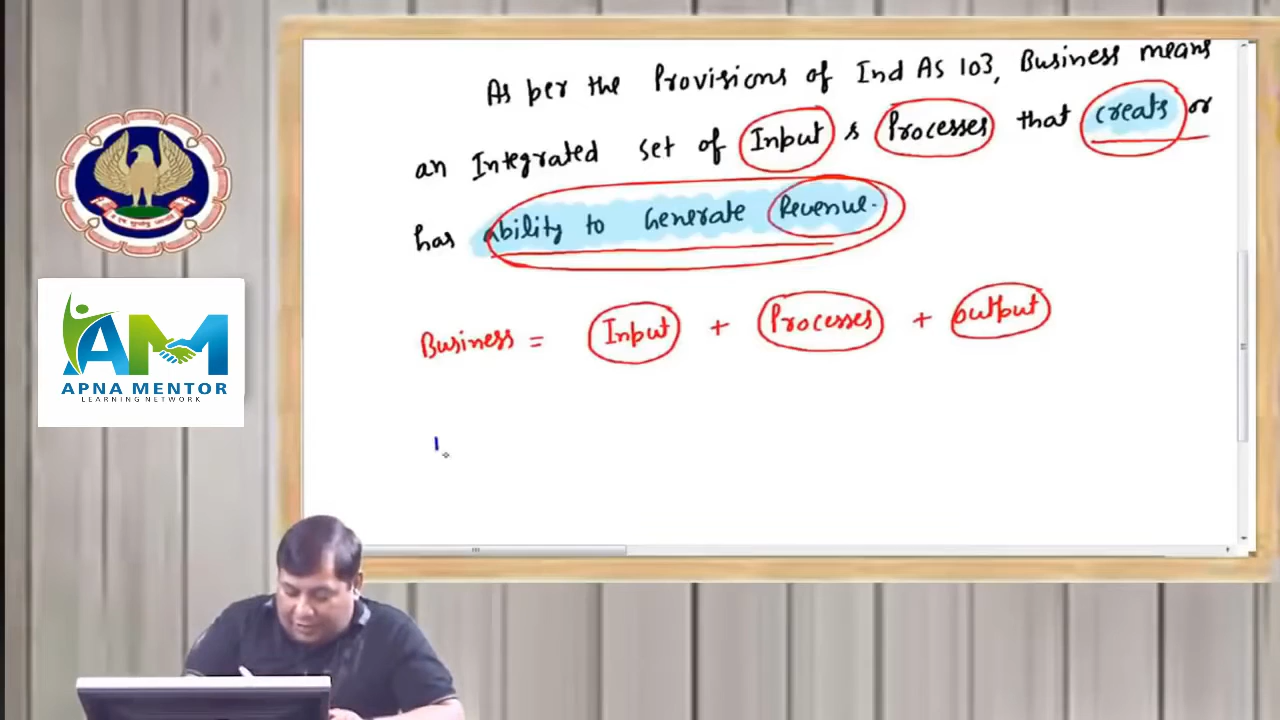 As per the Provisions of Ind AS 103, Business means
an Integrated set of Input & Processes that creats or
has ability to Generate Revenue.
Business = Input + Processes + output
AM
APNA MENTOR
LEARNING NETWORK